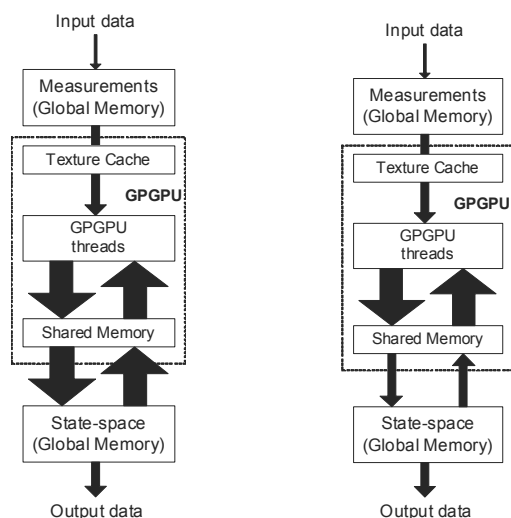 Input data
Measurements
(Global Memory)
Texture Cache
GPGPU
GPGPU
threads
Shared Memory
State-space
(Global Memory)
Output data
Input data
Measurements
(Global Memory)
Texture Cache
GPGPU
GPGPU
threads
Shared Memory
State-space
(Global Memory)
Output data